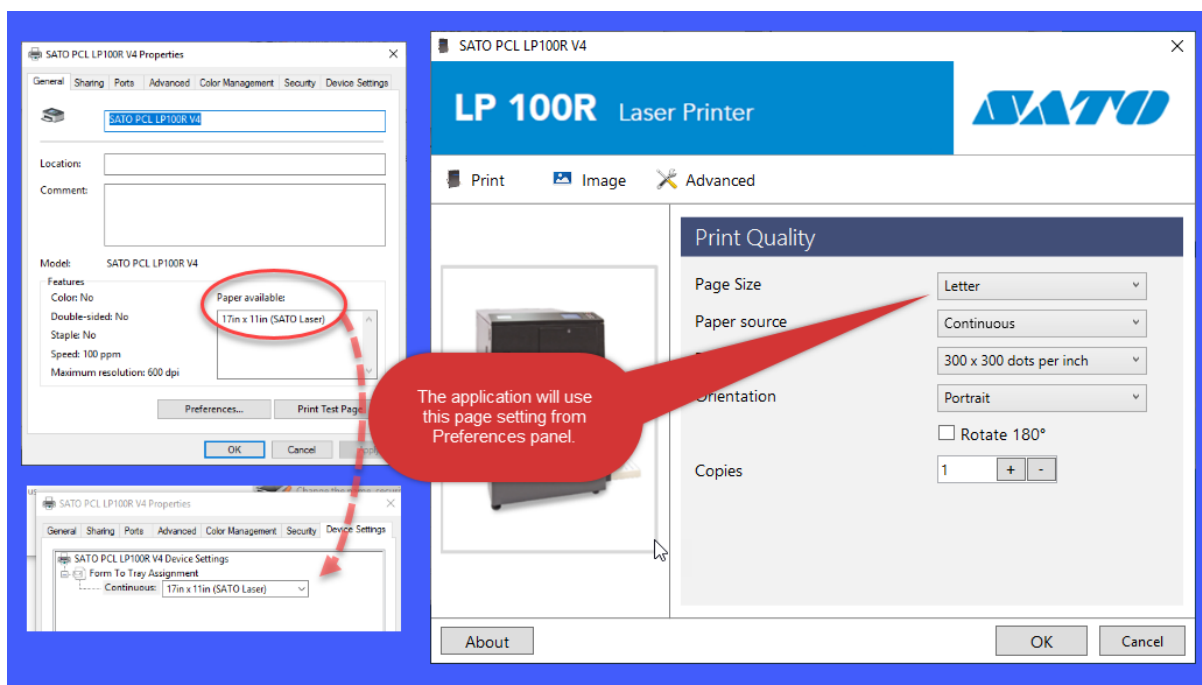 SATO PCL LP100R V4 Properties
General Sharing Ports Advanced Color Management Security Device Settings
SATO PCL LP100R V4
Location:
Comment:
Model: SATO PCL LP100R V4
Features
Color: No
Paper available:
Double-sided: No
17in x 11in (SATO Laser)
Staple: No
Speed: 100 ppm
Maximum resolution: 600 dpi
Preferences... Print Test Page
OK Cancel
SATO PCL LP100R V4 Properties
General Sharing Ports Advanced Color Management Security Device Settings
SATO PCL LP100R V4 Device Settings
Form To Tray Assignment
Continuous: 17in x 11in (SATO Laser)
SATO PCL LP100R V4
LP 100R Laser Printer
SATO
Print Image Advanced
Print Quality
Page Size Letter
Paper source Continuous
300 x 300 dots per inch
Orientation Portrait
Rotate 180°
Copies 1 + -
The application will use
this page setting from
Preferences panel.
About OK Cancel